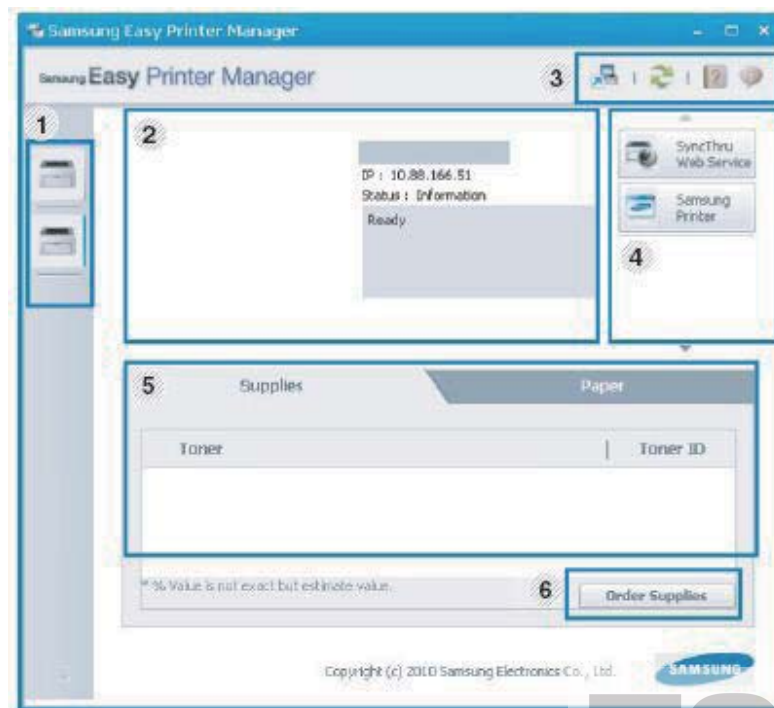 Samsung Easy Printer Manager
Samsung Easy Printer Manager
3
1
2
IP : 10.88.166.51
Status : Information
Ready
SyncThru
Web Service
Samsung
Printer
4
5
Supplies
Paper
Toner
Toner ID
* % Value is not exact but estimate value.
6
Order Supplies
Copyright (c) 2010 Samsung Electronics Co., Ltd.
SAMSUNG